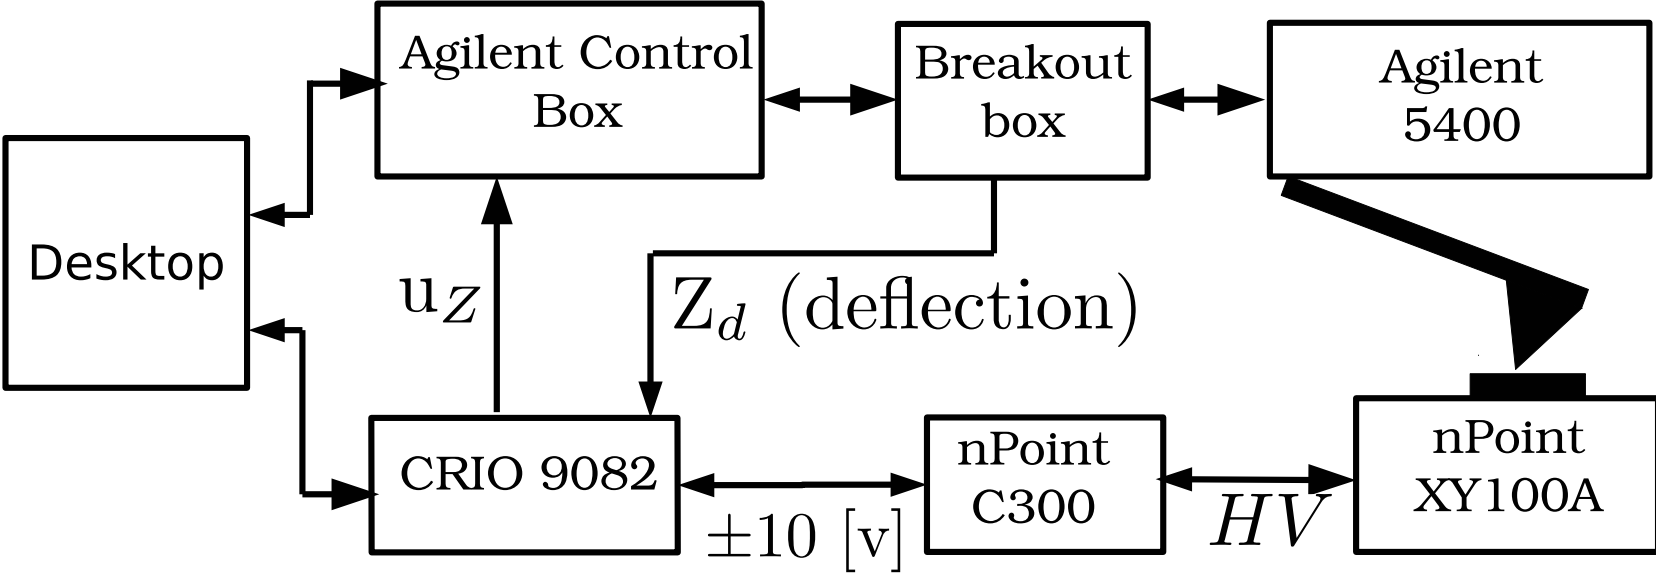 Agilent Control
Box
Breakout
box
Agilent
5400
Desktop
u_Z
Z_d (deflection)
CRIO 9082
±10 [v]
nPoint
C300
HV
nPoint
XY100A